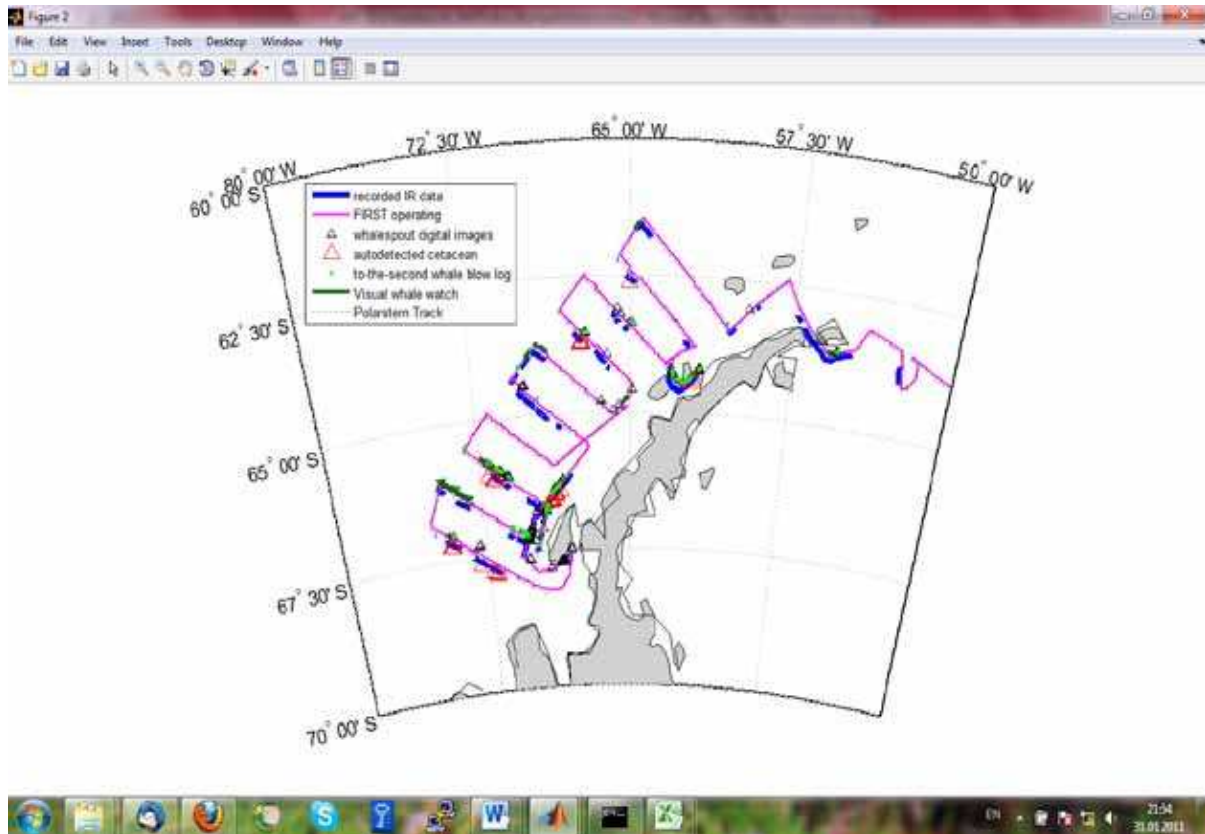 Figure 2
File Edit View Insert Tools Desktop Window Help
72° 30' W
65° 00' W
57° 30' W
80° 00' W
50° 00' W
60° 00' S
recorded IR data
FIRST operating
whalespout digital images
autodetected cetacean
to-the-second whale blow log
Visual whale watch
Polarstern Track
62° 30' S
65° 00' S
67° 30' S
70° 00' S
EN
21:54
31.01.2011